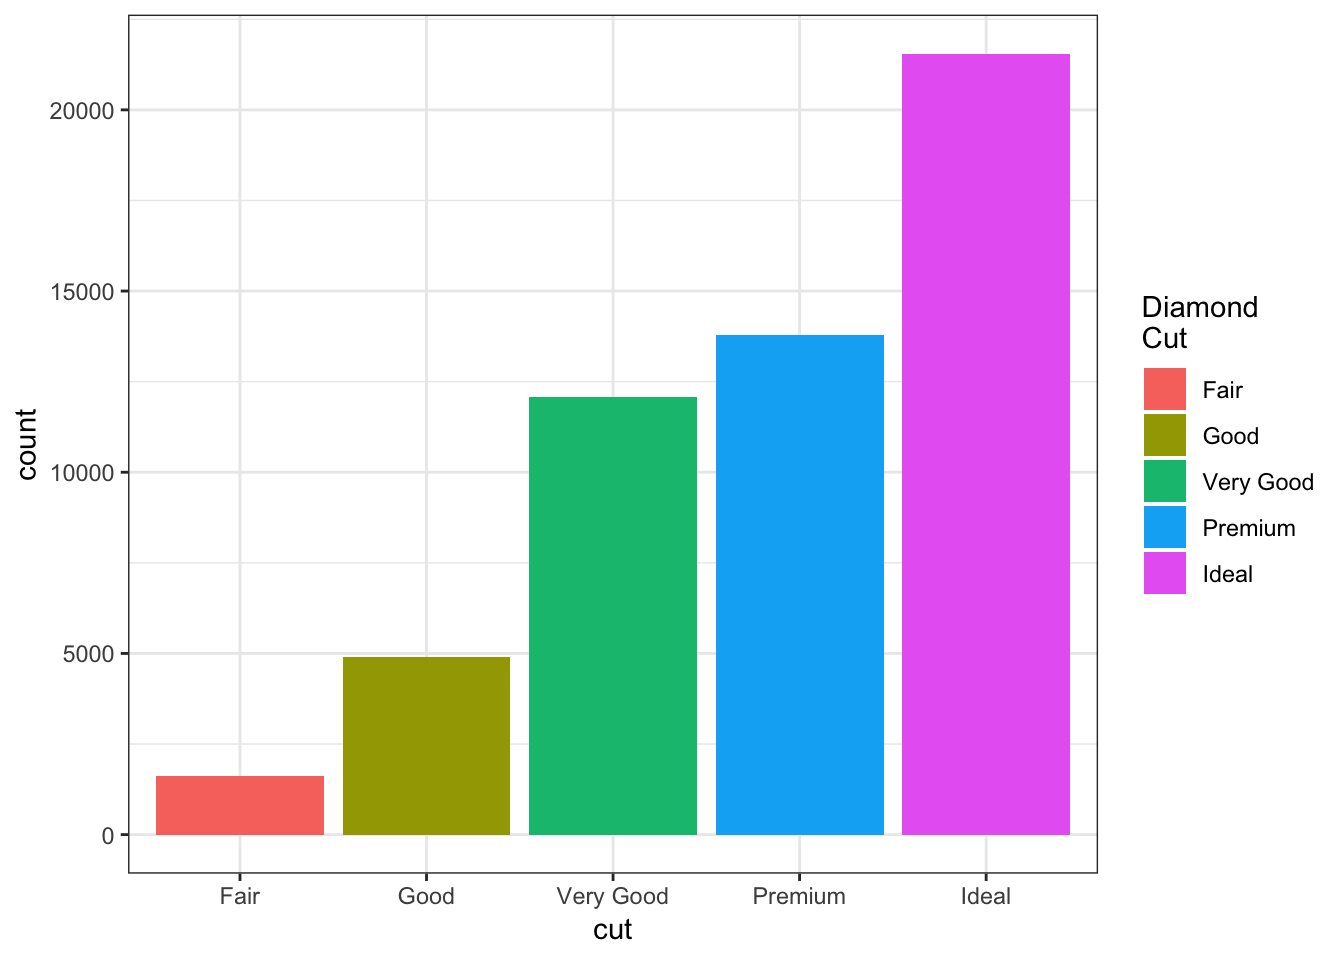 20000
15000
10000
5000
0
count
Fair
Good
Very Good
Premium
Ideal
cut
Diamond
Cut
Fair
Good
Very Good
Premium
Ideal